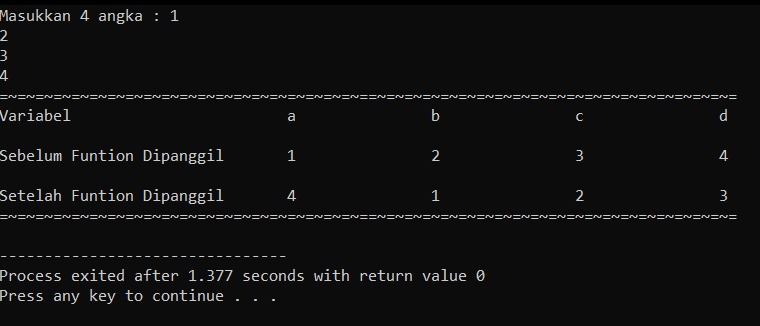 Masukkan 4 angka : 1
2
3
4
=~=~=~=~=~=~=~=~=~=~=~=~=~=~=~=~=~=~=~=~==~=~=~=~=~=~=~=~=~=~=~=~=~=~=~=~=~=~=~=~=
Variabel a b c d
Sebelum Funtion Dipanggil 1 2 3 4
Setelah Funtion Dipanggil 4 1 2 3
=~=~=~=~=~=~=~=~=~=~=~=~=~=~=~=~=~=~=~=~==~=~=~=~=~=~=~=~=~=~=~=~=~=~=~=~=~=~=~=~=
--------------------------------
Process exited after 1.377 seconds with return value 0
Press any key to continue . . .